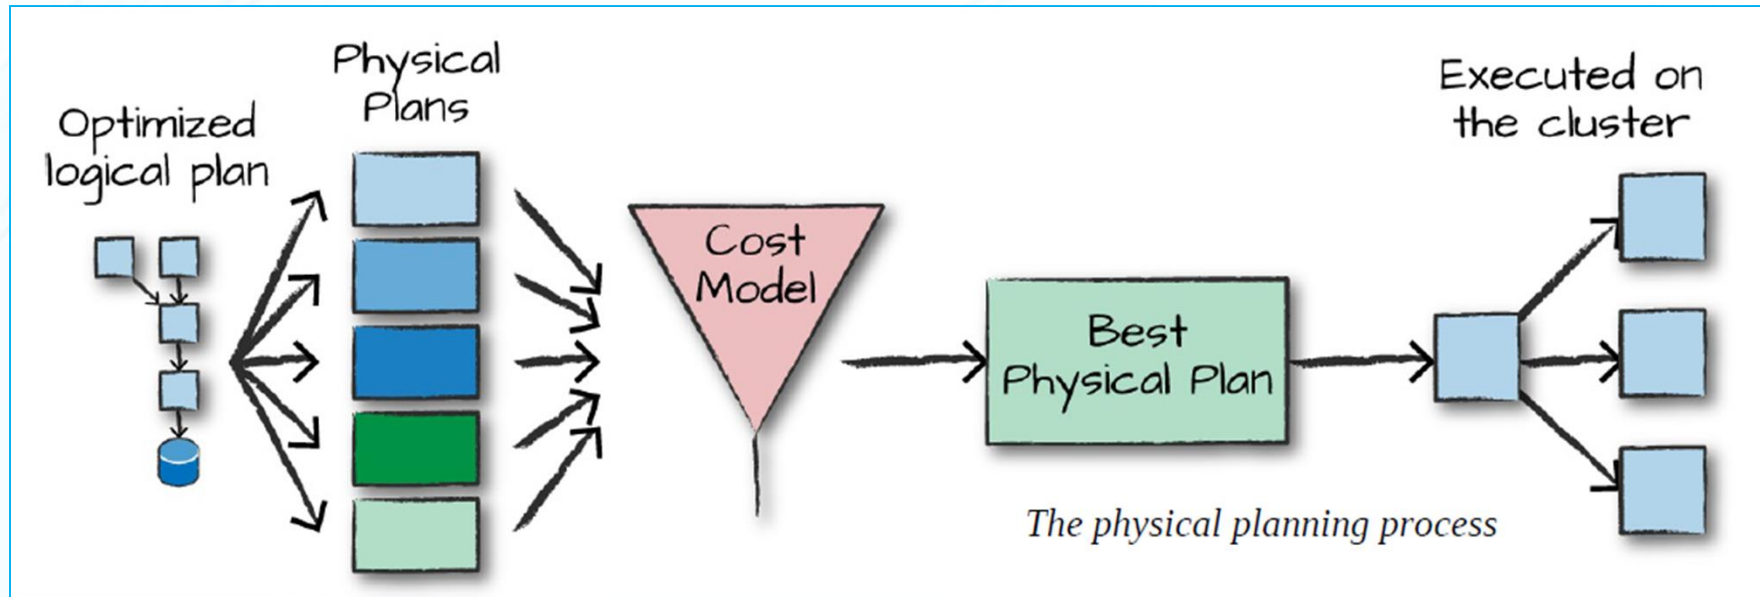 Optimized
logical plan
Physical
Plans
Cost
Model
Best
Physical Plan
Executed on
the cluster
The physical planning process